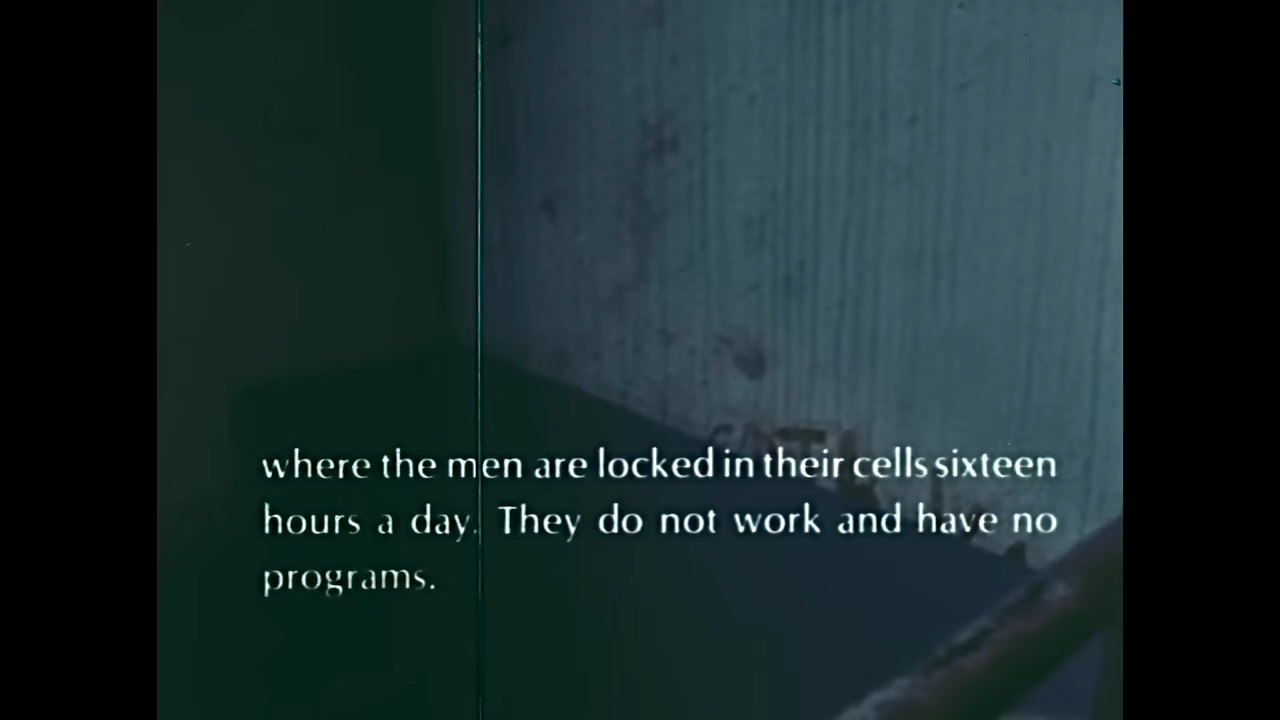 where the men are locked in their cells sixteen
hours a day. They do not work and have no
programs.